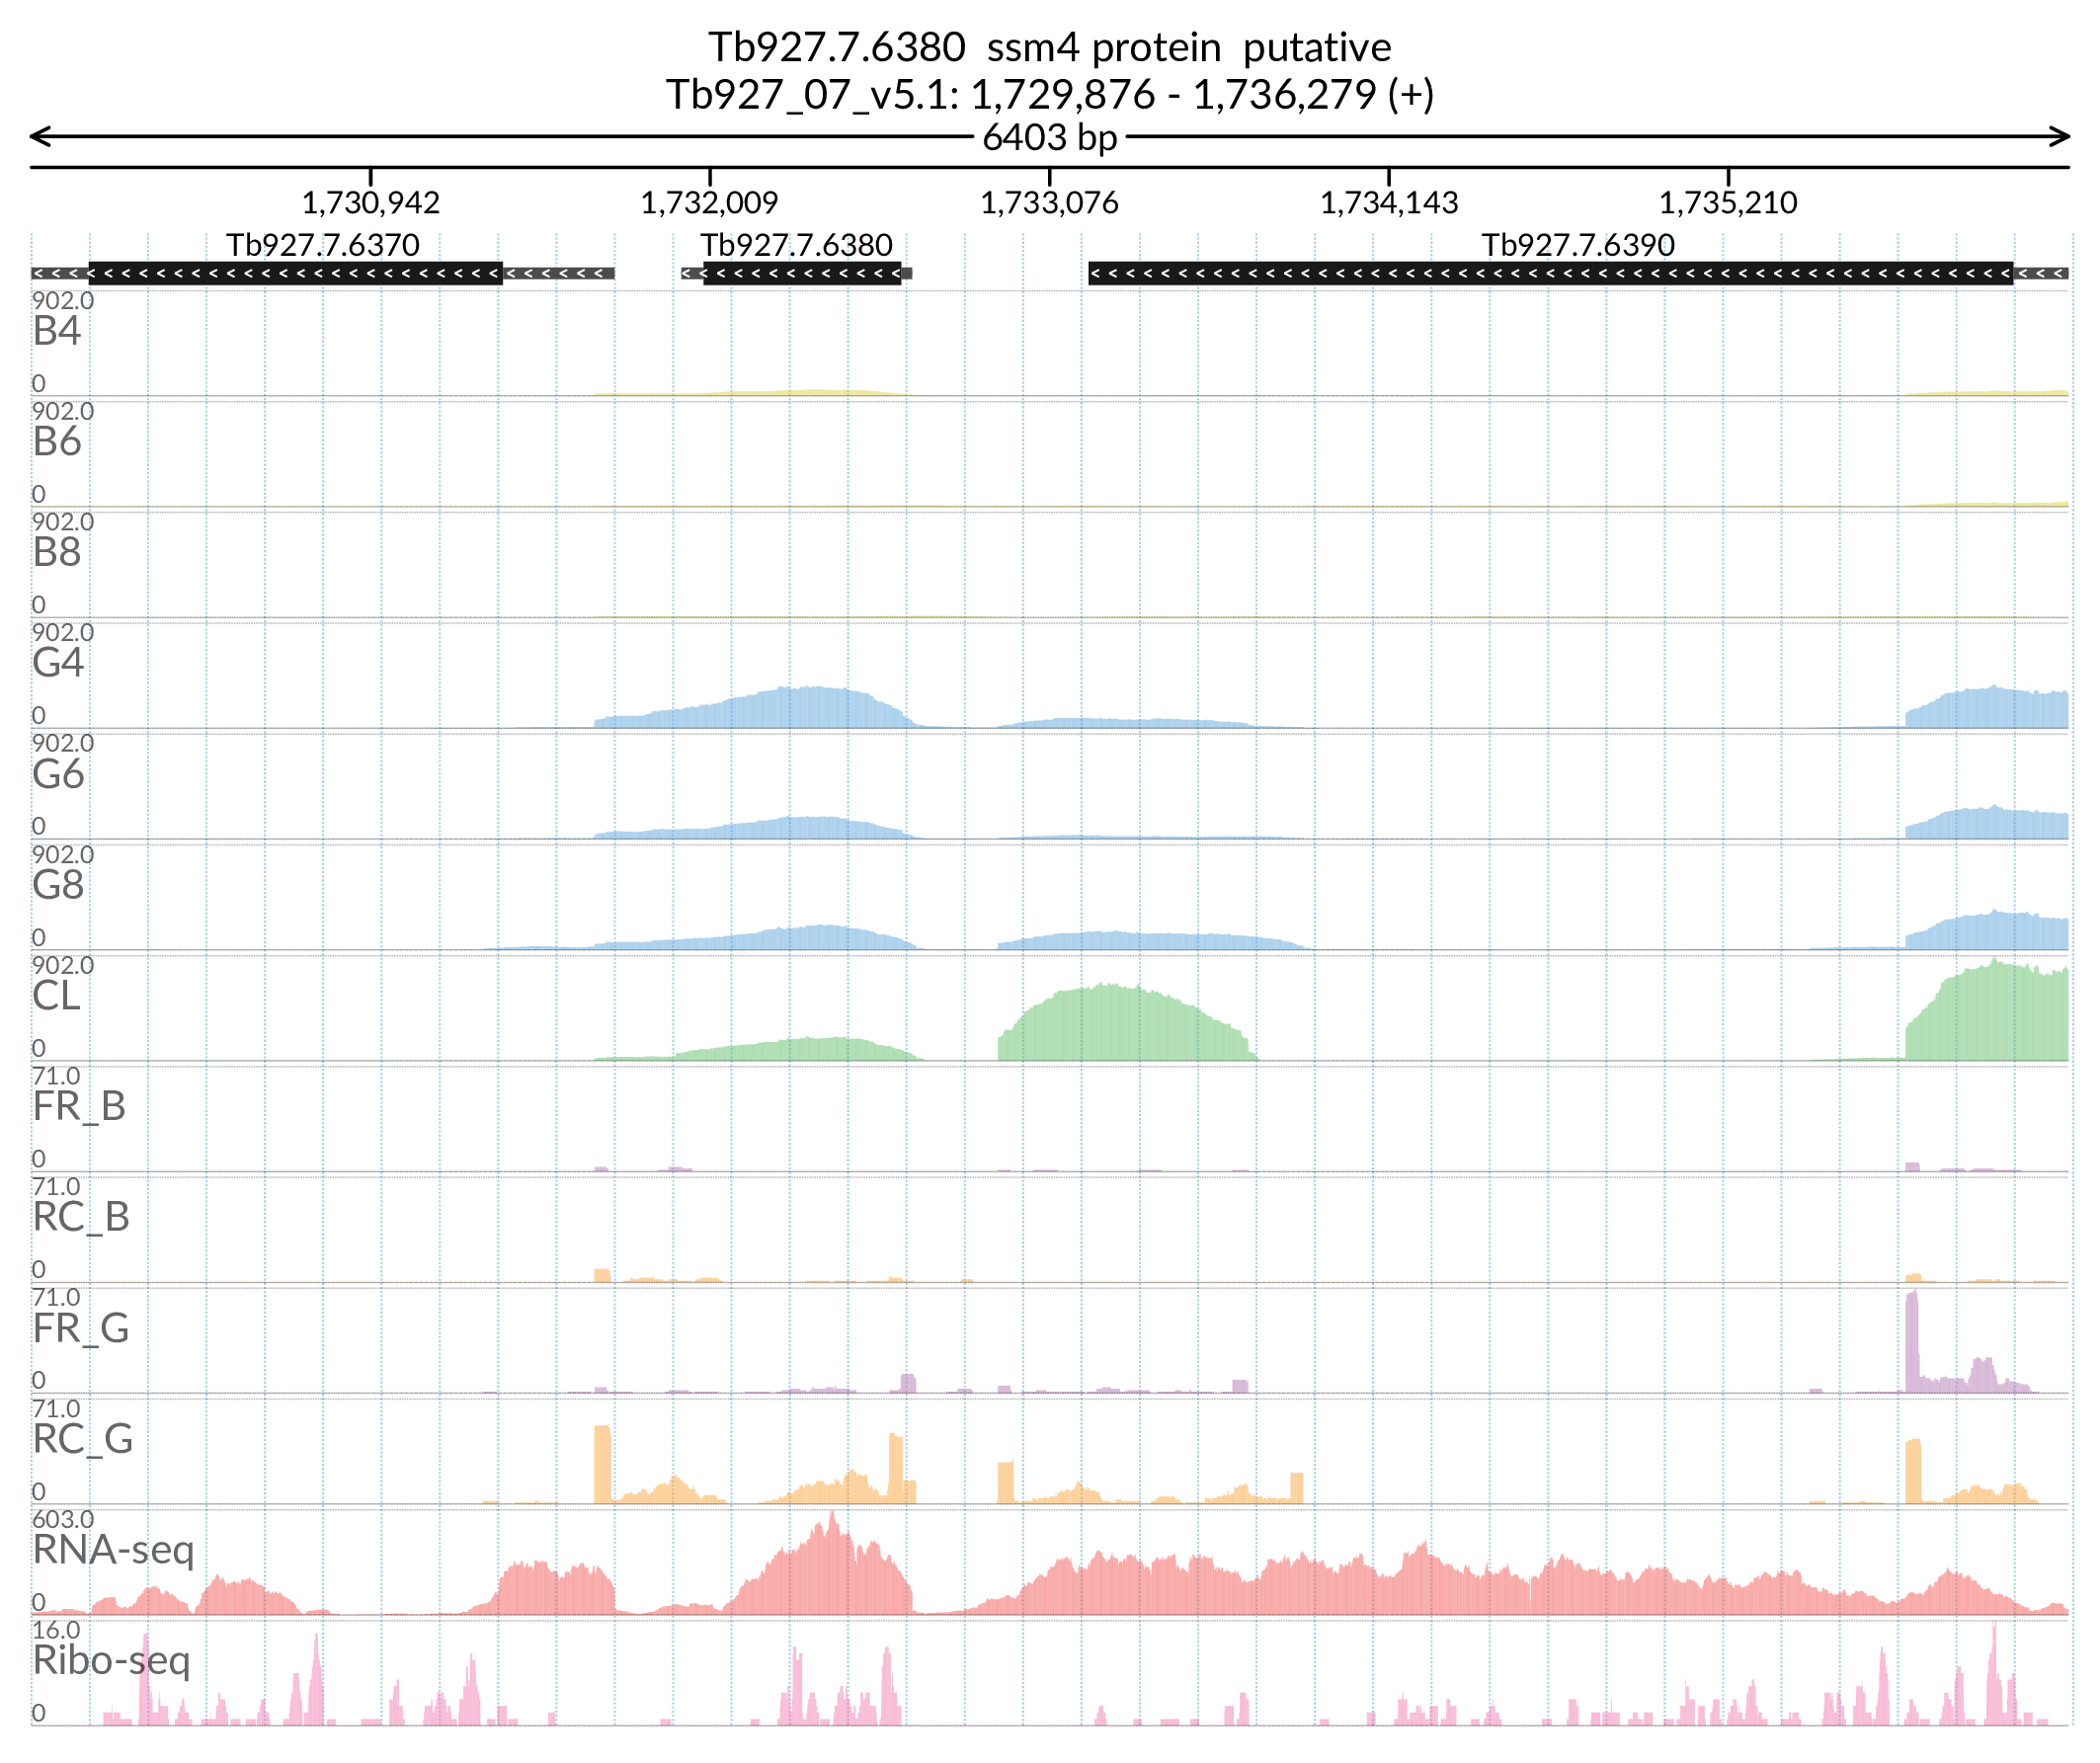 Tb927.7.6380 ssm4 protein putative
Tb927_07_v5.1: 1,729,876 - 1,736,279 (+)
6403 bp
1,730,942 1,732,009 1,733,076 1,734,143 1,735,210
Tb927.7.6370 Tb927.7.6380 Tb927.7.6390
902.0
B4
0
902.0
B6
0
902.0
B8
0
902.0
G4
0
902.0
G6
0
902.0
G8
0
902.0
CL
0
71.0
FR_B
0
71.0
RC_B
0
71.0
FR_G
0
71.0
RC_G
0
603.0
RNA-seq
0
16.0
Ribo-seq
0